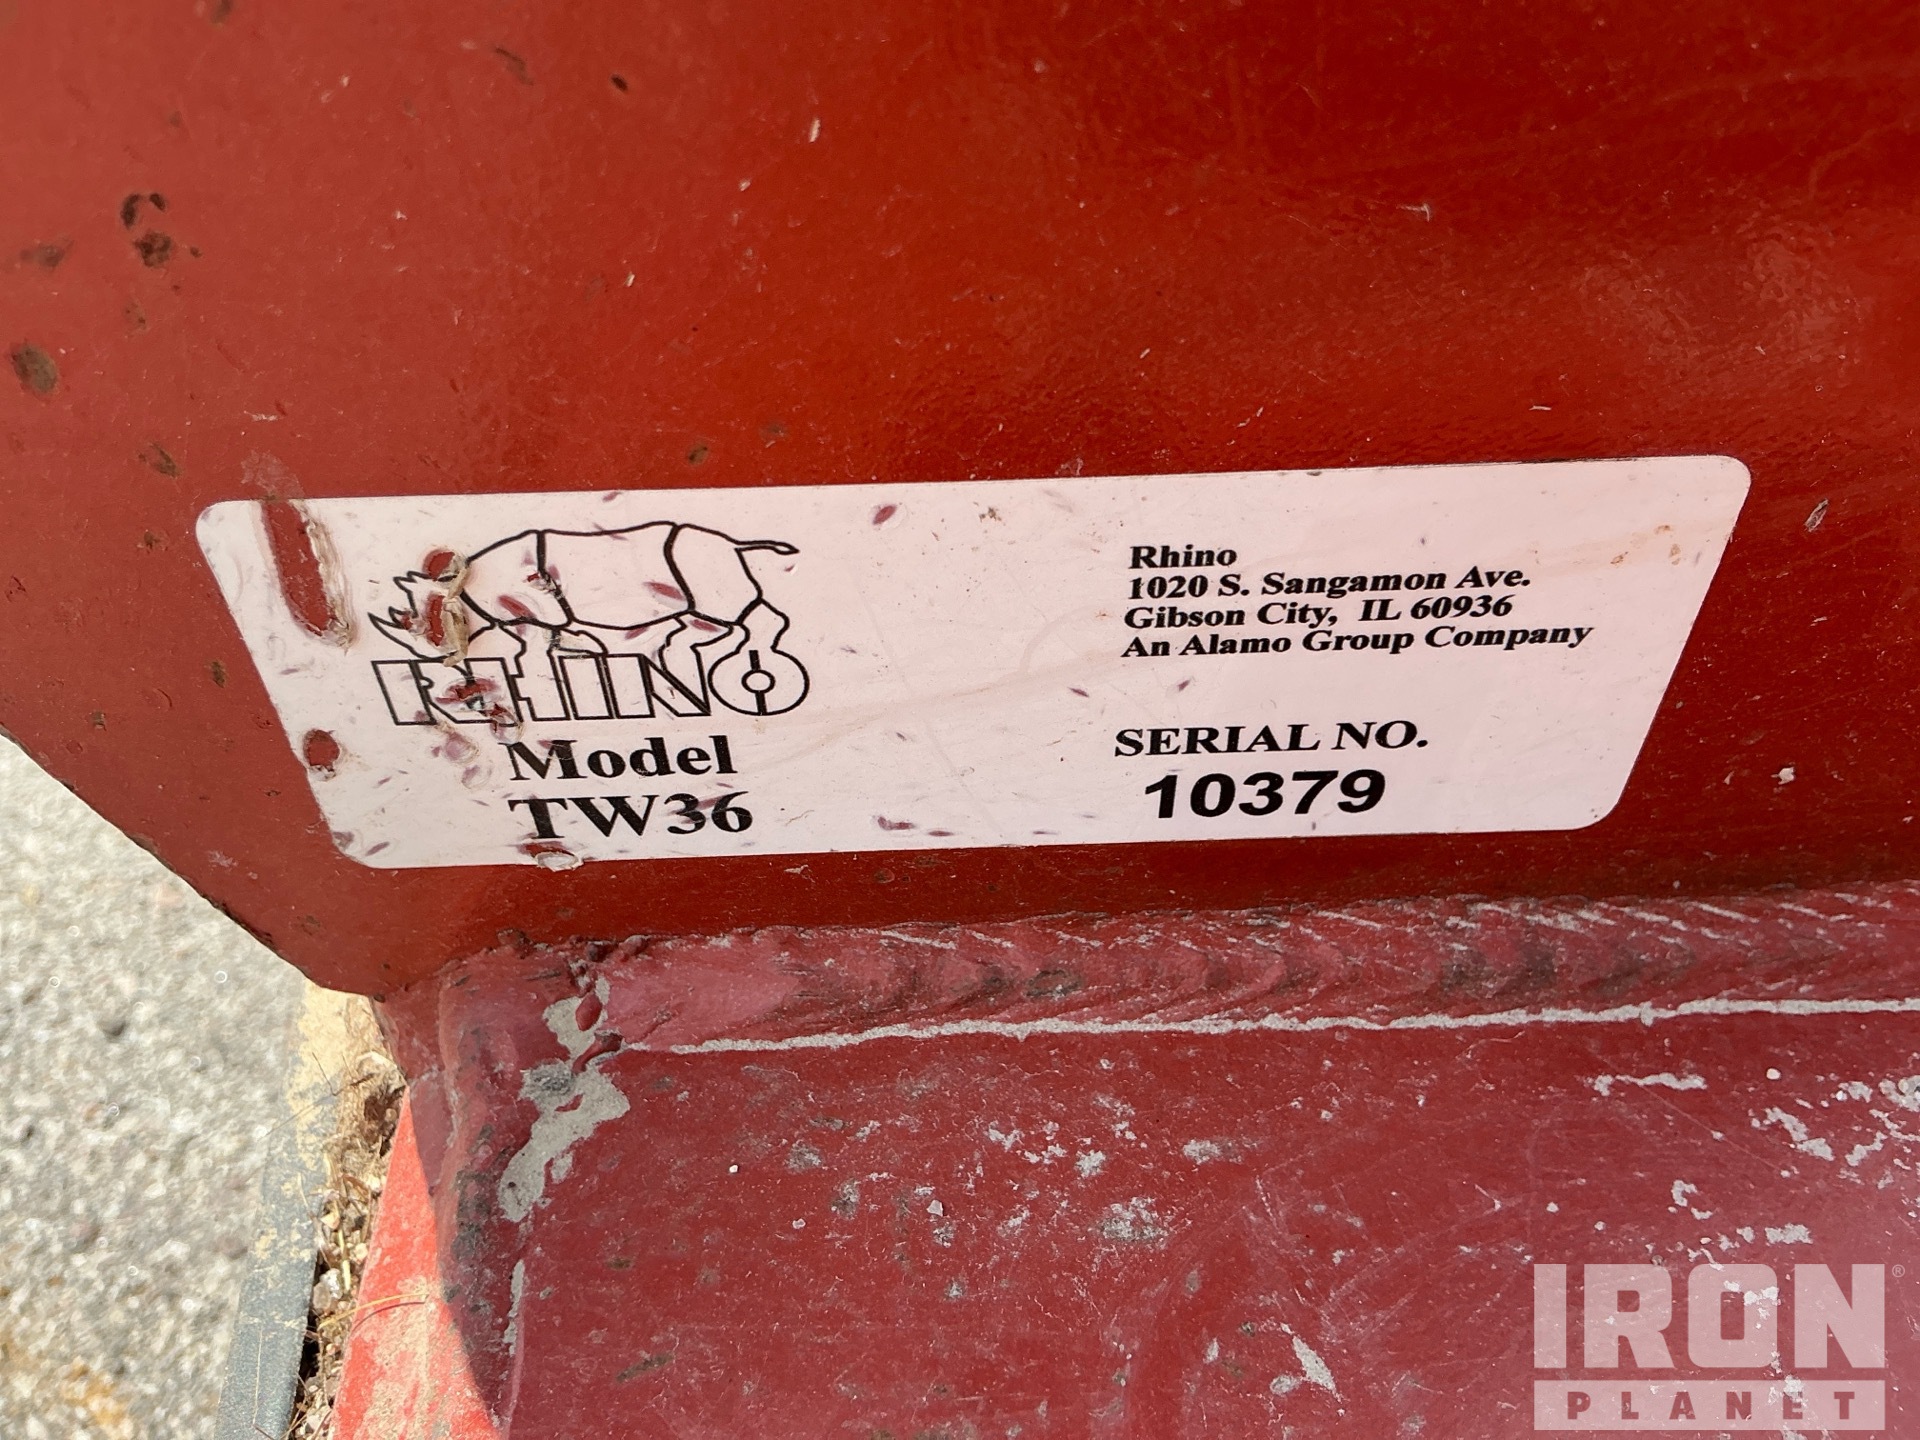 RHINO
Model
TW36
Rhino
1020 S. Sangamon Ave.
Gibson City, IL 60936
An Alamo Group Company
SERIAL NO.
10379
IRON®
PLANET